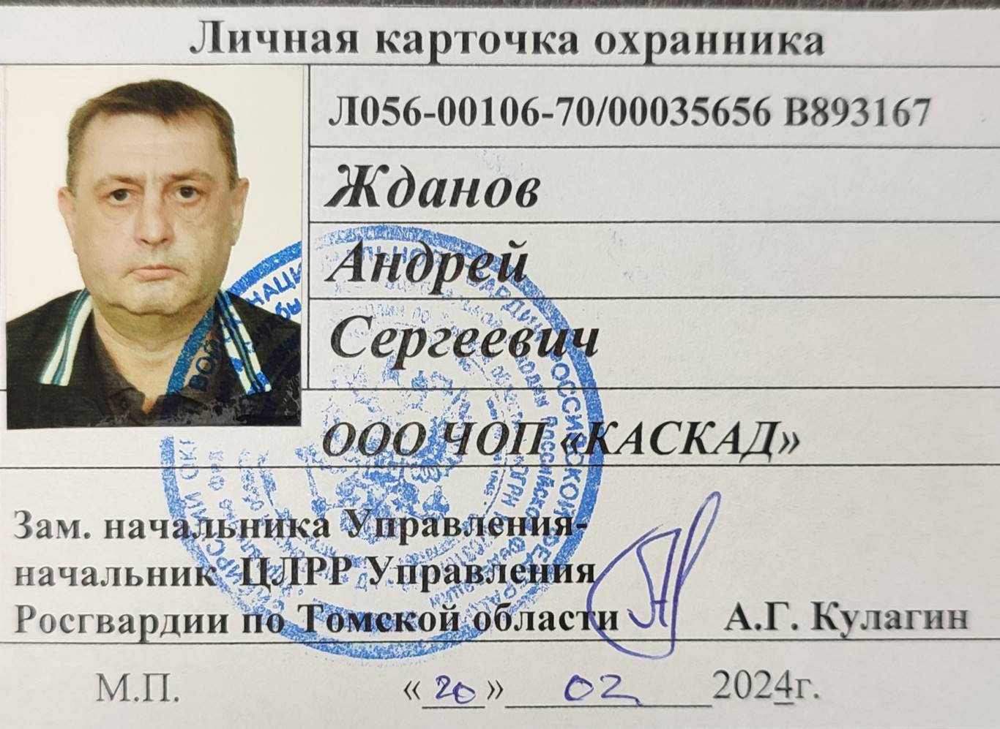 Личная карточка охранника
Л056-00106-70/00035656 В893167
Жданов
Андрей
Сергеевич
ООО ЧОП «КАСКАД»
Зам. начальника Управления-
начальник ЦЛРР Управления
Росгвардии по Томской области А.Г. Кулагин
М.П. «20» 02 2024г.